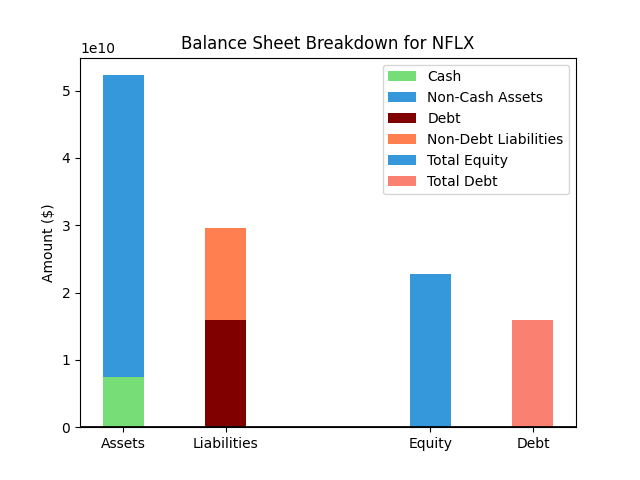 Balance Sheet Breakdown for NFLX
1e10
Cash
Non-Cash Assets
Debt
Non-Debt Liabilities
Total Equity
Total Debt
Amount ($)
5
4
3
2
1
0
Assets Liabilities Equity Debt